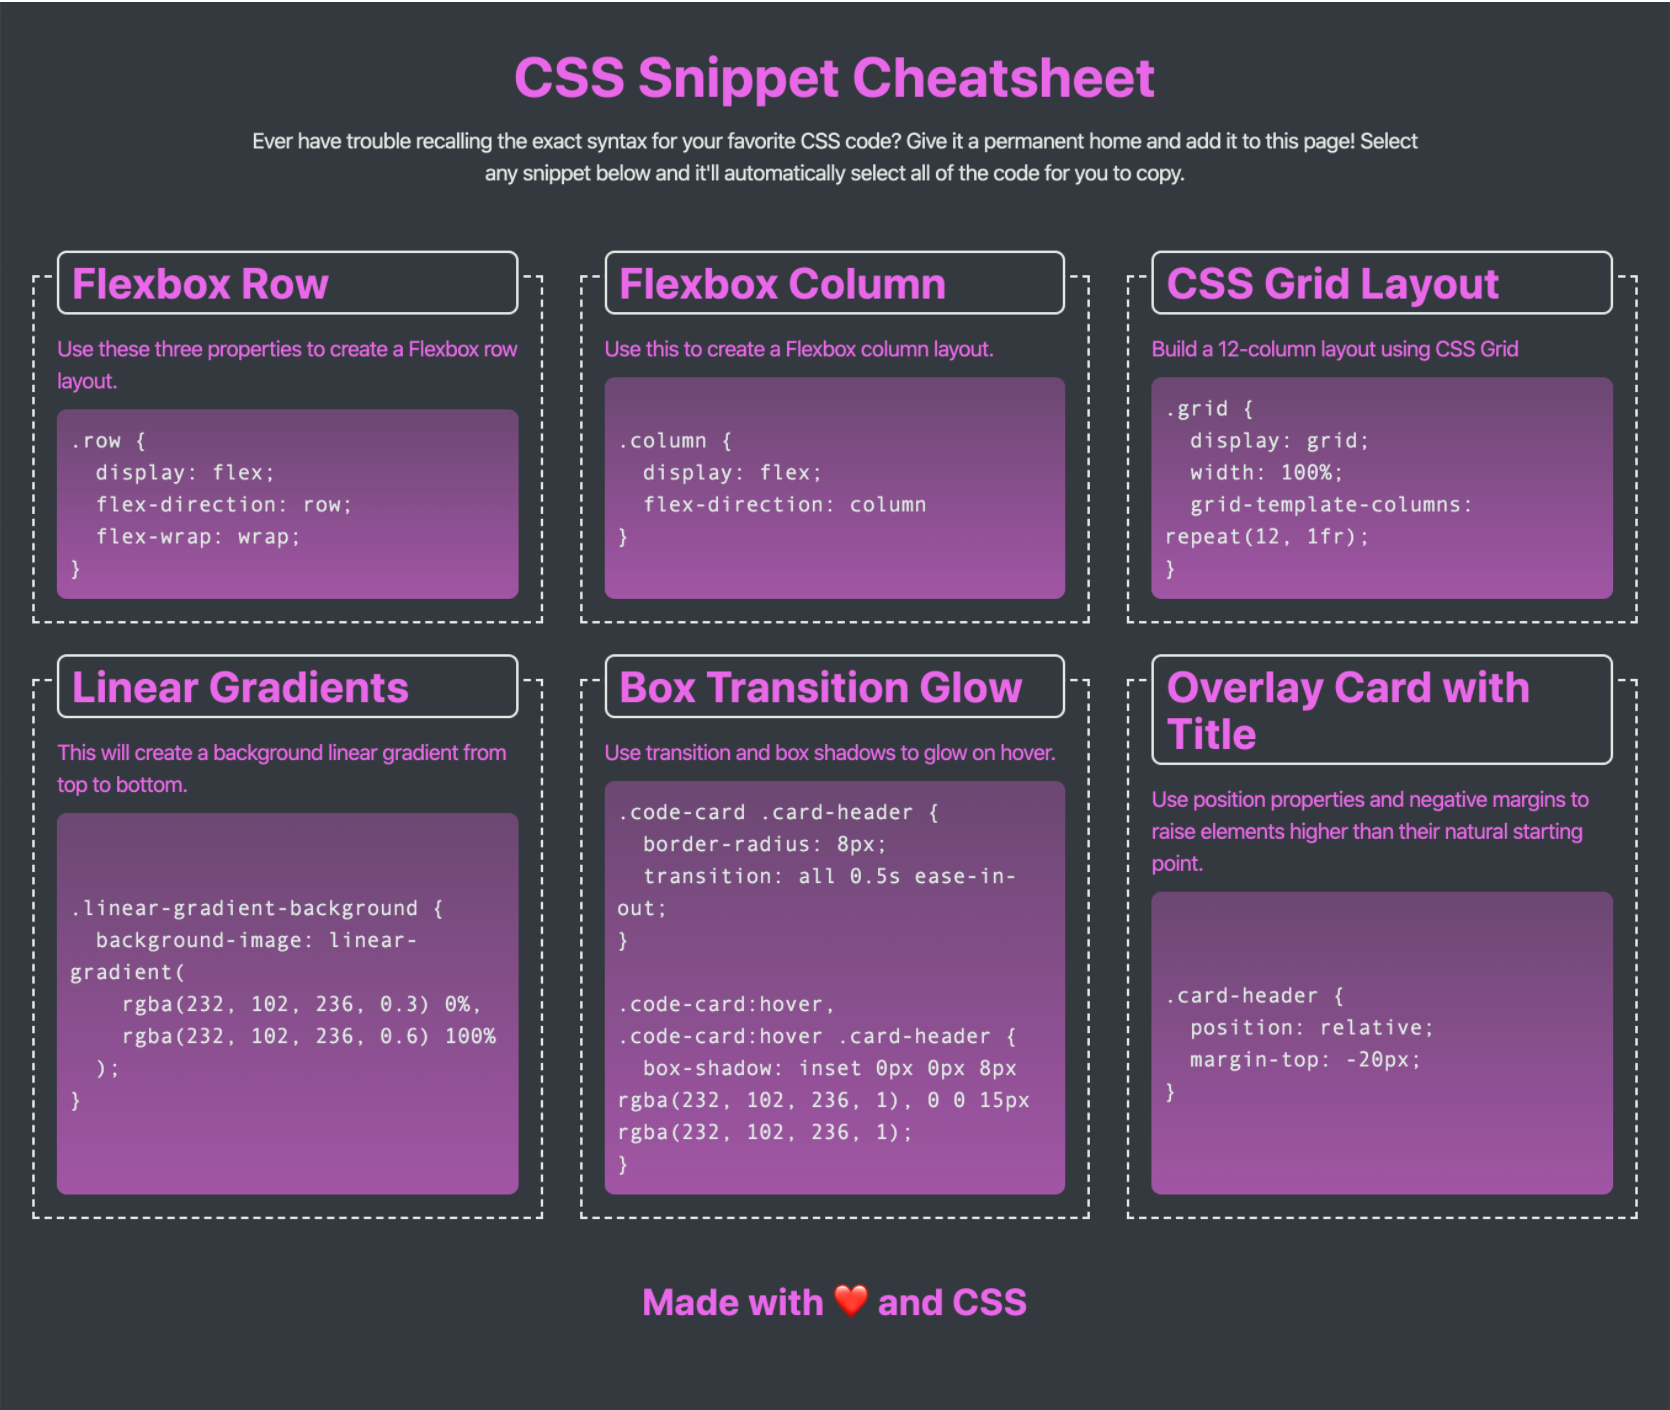 CSS Snippet Cheatsheet
Ever have trouble recalling the exact syntax for your favorite CSS code? Give it a permanent home and add it to this page! Select
any snippet below and it'll automatically select all of the code for you to copy.
Flexbox Row
Use these three properties to create a Flexbox row
layout.
.row {
  display: flex;
  flex-direction: row;
  flex-wrap: wrap;
}
Flexbox Column
Use this to create a Flexbox column layout.
.column {
  display: flex;
  flex-direction: column
}
CSS Grid Layout
Build a 12-column layout using CSS Grid
.grid {
  display: grid;
  width: 100%;
  grid-template-columns:
repeat(12, 1fr);
}
Linear Gradients
This will create a background linear gradient from
top to bottom.
.linear-gradient-background {
  background-image: linear-
gradient(
    rgba(232, 102, 236, 0.3) 0%,
    rgba(232, 102, 236, 0.6) 100%
  );
}
Box Transition Glow
Use transition and box shadows to glow on hover.
.code-card .card-header {
  border-radius: 8px;
  transition: all 0.5s ease-in-
out;
}
.code-card:hover,
.code-card:hover .card-header {
  box-shadow: inset 0px 0px 8px
rgba(232, 102, 236, 1), 0 0 15px
rgba(232, 102, 236, 1);
}
Overlay Card with
Title
Use position properties and negative margins to
raise elements higher than their natural starting
point.
.card-header {
  position: relative;
  margin-top: -20px;
}
Made with ❤️ and CSS